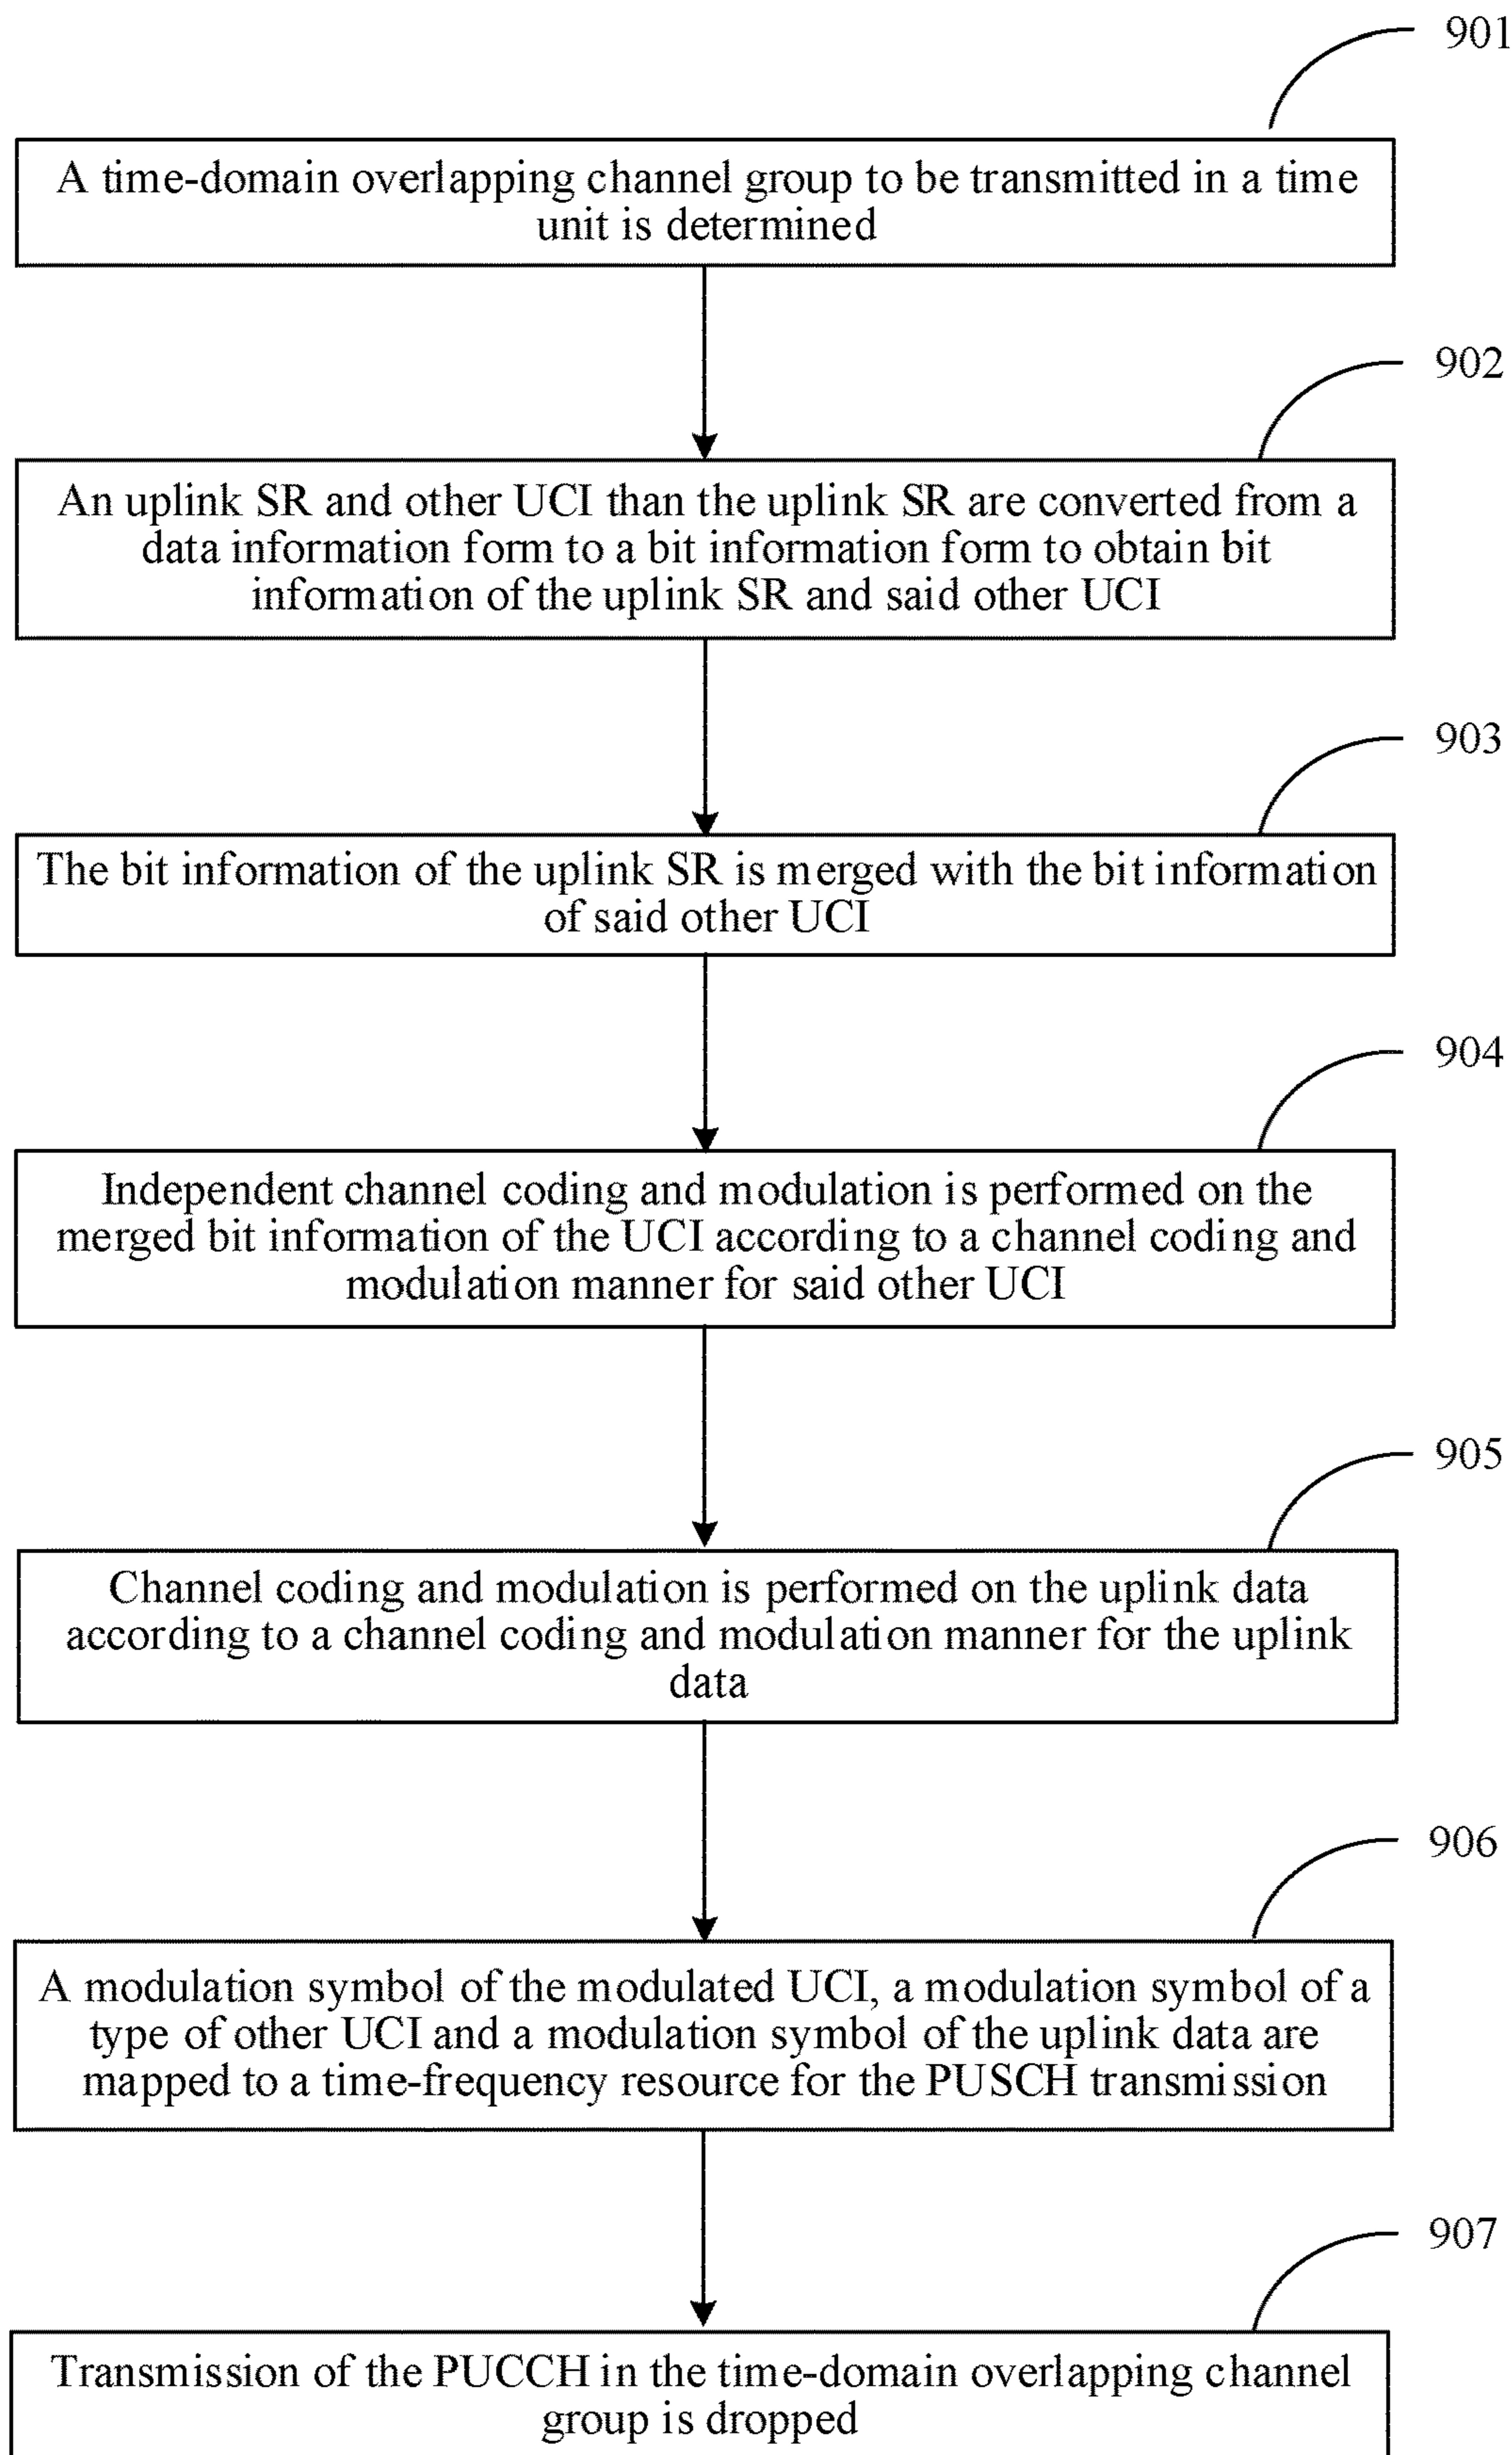 901
A time-domain overlapping channel group to be transmitted in a time
unit is determined
902
An uplink SR and other UCI than the uplink SR are converted from a
data information form to a bit information form to obtain bit
information of the uplink SR and said other UCI
903
The bit information of the uplink SR is merged with the bit information
of said other UCI
904
Independent channel coding and modulation is performed on the
merged bit information of the UCI according to a channel coding and
modulation manner for said other UCI
905
Channel coding and modulation is performed on the uplink data
according to a channel coding and modulation manner for the uplink
data
906
A modulation symbol of the modulated UCI, a modulation symbol of a
type of other UCI and a modulation symbol of the uplink data are
mapped to a time-frequency resource for the PUSCH transmission
907
Transmission of the PUCCH in the time-domain overlapping channel
group is dropped